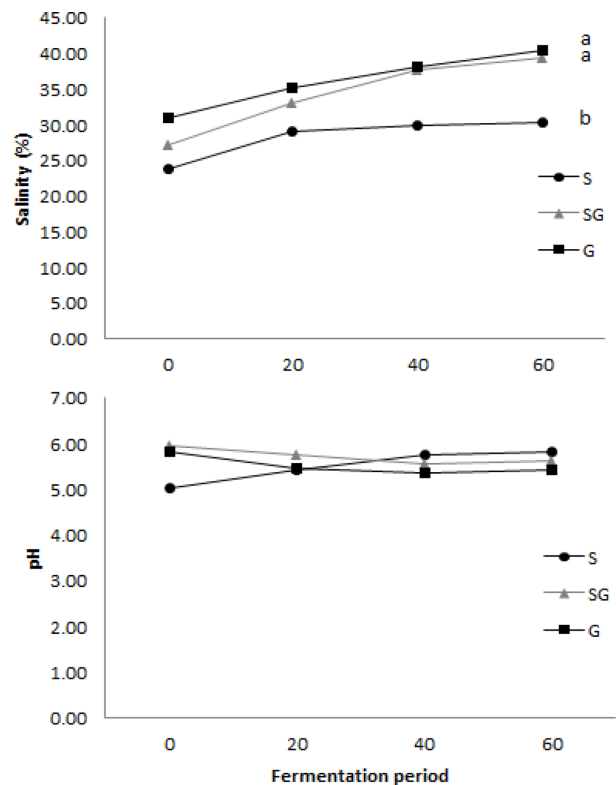 45.00
40.00
35.00
30.00
25.00
20.00
15.00
10.00
5.00
0.00
Salinity (%)
a
a
b
S
SG
G
0 20 40 60
7.00
6.00
5.00
4.00
3.00
2.00
1.00
0.00
pH
S
SG
G
0 20 40 60
Fermentation period